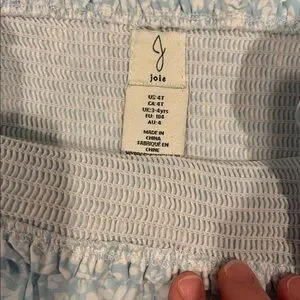 J
joie
US:4T
CA:4T
UK:3-4yrs
EU: 104
AU: 4
MADE IN
CHINA
FABRIQUÉ EN
CHINE